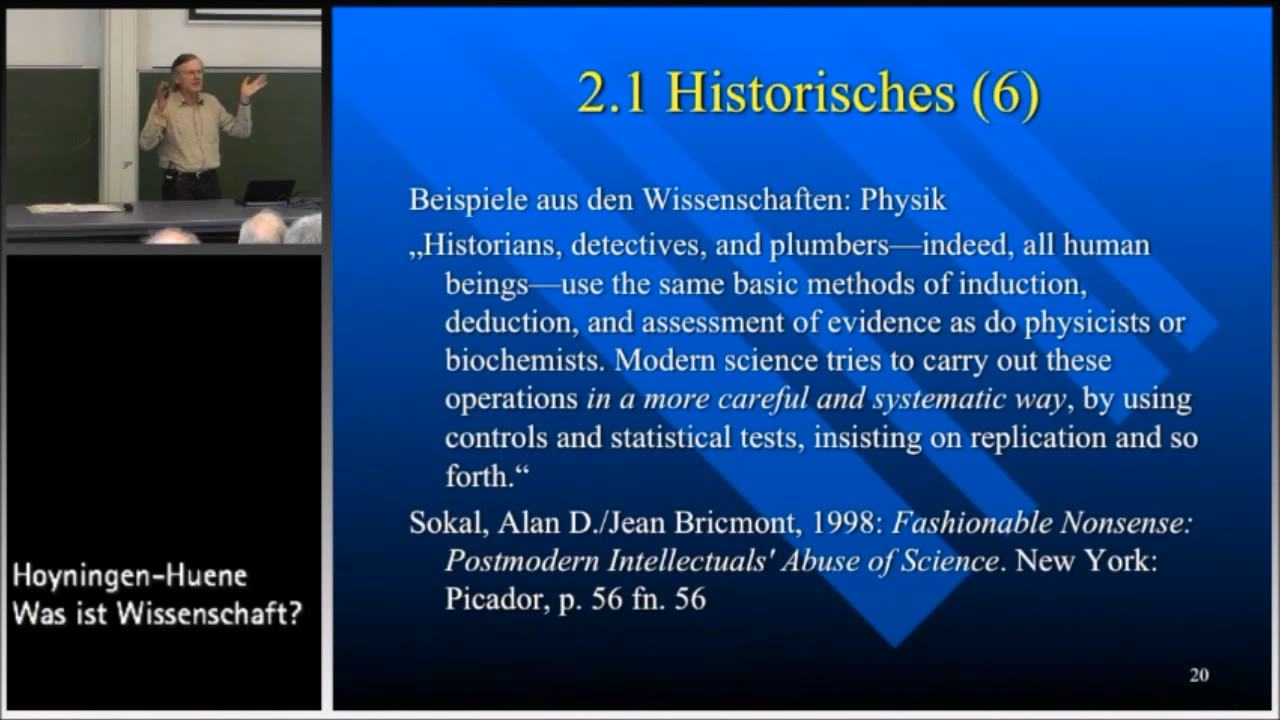 2.1 Historisches (6)
Beispiele aus den Wissenschaften: Physik
„Historians, detectives, and plumbers—indeed, all human
beings—use the same basic methods of induction,
deduction, and assessment of evidence as do physicists or
biochemists. Modern science tries to carry out these
operations in a more careful and systematic way, by using
controls and statistical tests, insisting on replication and so
forth.“
Sokal, Alan D./Jean Bricmont, 1998: Fashionable Nonsense:
Postmodern Intellectuals' Abuse of Science. New York:
Picador, p. 56 fn. 56
20
Hoyningen-Huene
Was ist Wissenschaft?